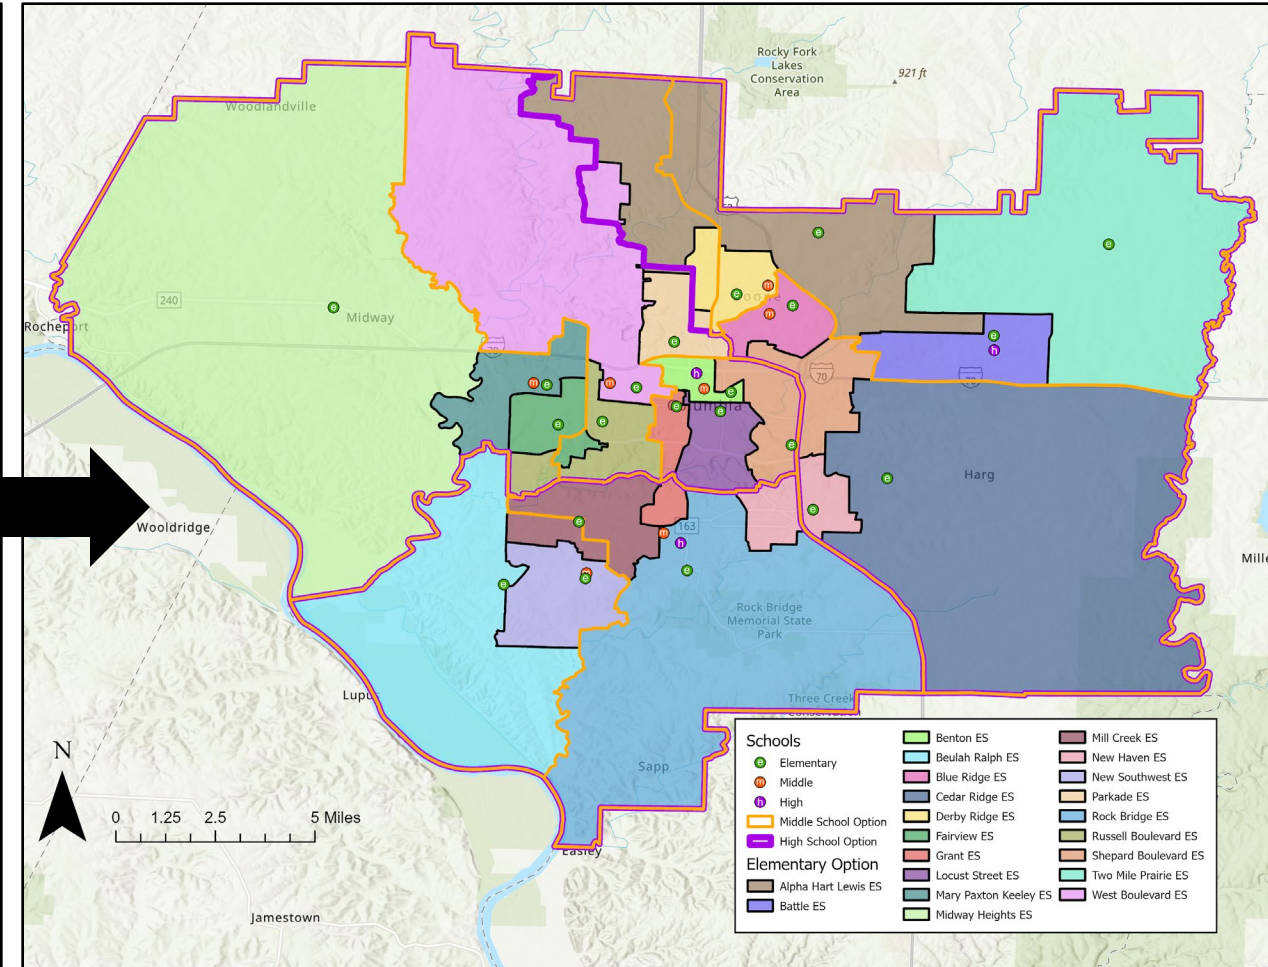 Rocky Fork
Lakes
Conservation
Area
921 ft
Woodlandville
240
Midway
Rocheport
70
70
70
Columbia
Harg
Wooldridge
163
Mille
Rock Bridge
Memorial State
Park
Lupus
Three Creek
Conservation
Sapp
Easley
Jamestown
N
0 1.25 2.5 5 Miles
Schools
e Elementary
m Middle
h High
Middle School Option
High School Option
Elementary Option
Alpha Hart Lewis ES
Battle ES
Benton ES
Beulah Ralph ES
Blue Ridge ES
Cedar Ridge ES
Derby Ridge ES
Fairview ES
Grant ES
Locust Street ES
Mary Paxton Keeley ES
Midway Heights ES
Mill Creek ES
New Haven ES
New Southwest ES
Parkade ES
Rock Bridge ES
Russell Boulevard ES
Shepard Boulevard ES
Two Mile Prairie ES
West Boulevard ES